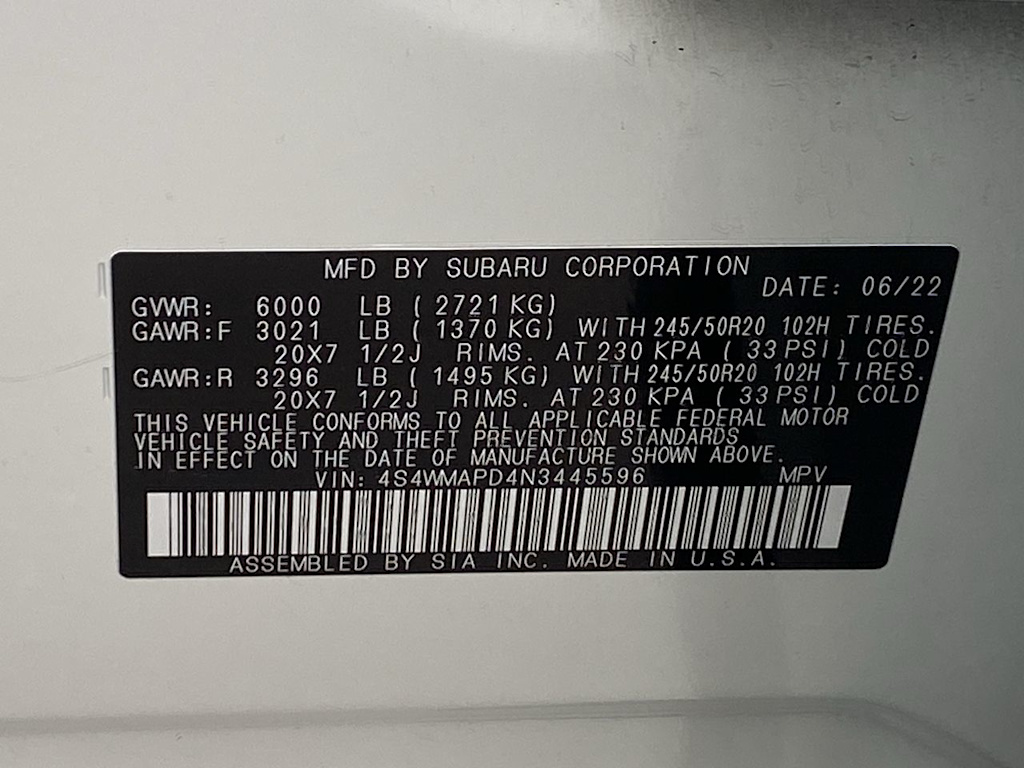 MFD BY SUBARU CORPORATION
DATE: 06/22
GVWR: 6000 LB ( 2721 KG)
GAWR:F 3021 LB ( 1370 KG) WITH 245/50R20 102H TIRES.
20X7 1/2J RIMS. AT 230 KPA ( 33 PSI) COLD
GAWR:R 3296 LB ( 1495 KG) WITH 245/50R20 102H TIRES.
20X7 1/2J RIMS. AT 230 KPA ( 33 PSI) COLD
THIS VEHICLE CONFORMS TO ALL APPLICABLE FEDERAL MOTOR
VEHICLE SAFETY AND THEFT PREVENTION STANDARDS
IN EFFECT ON THE DATE OF MANUFACTURE SHOWN ABOVE.
VIN: 4S4WMAPD4N3445596 MPV
ASSEMBLED BY SIA INC. MADE IN U.S.A.